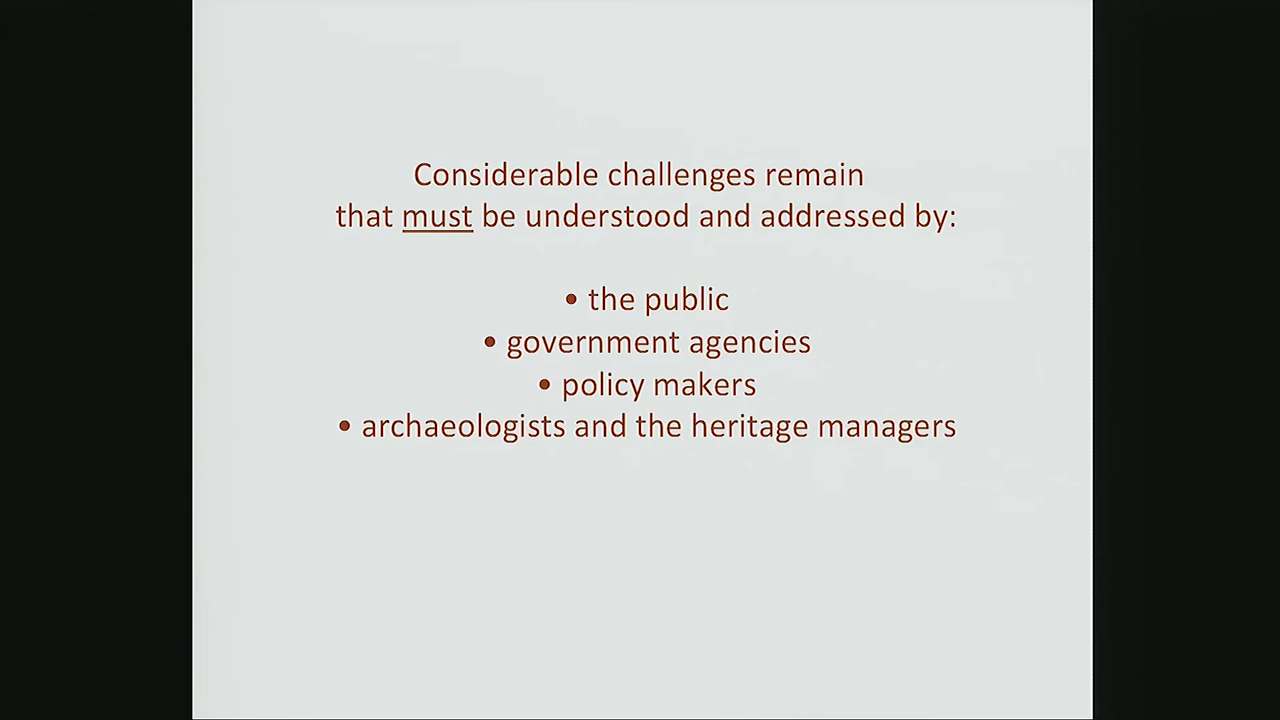 Considerable challenges remain
that must be understood and addressed by:
• the public
• government agencies
• policy makers
• archaeologists and the heritage managers